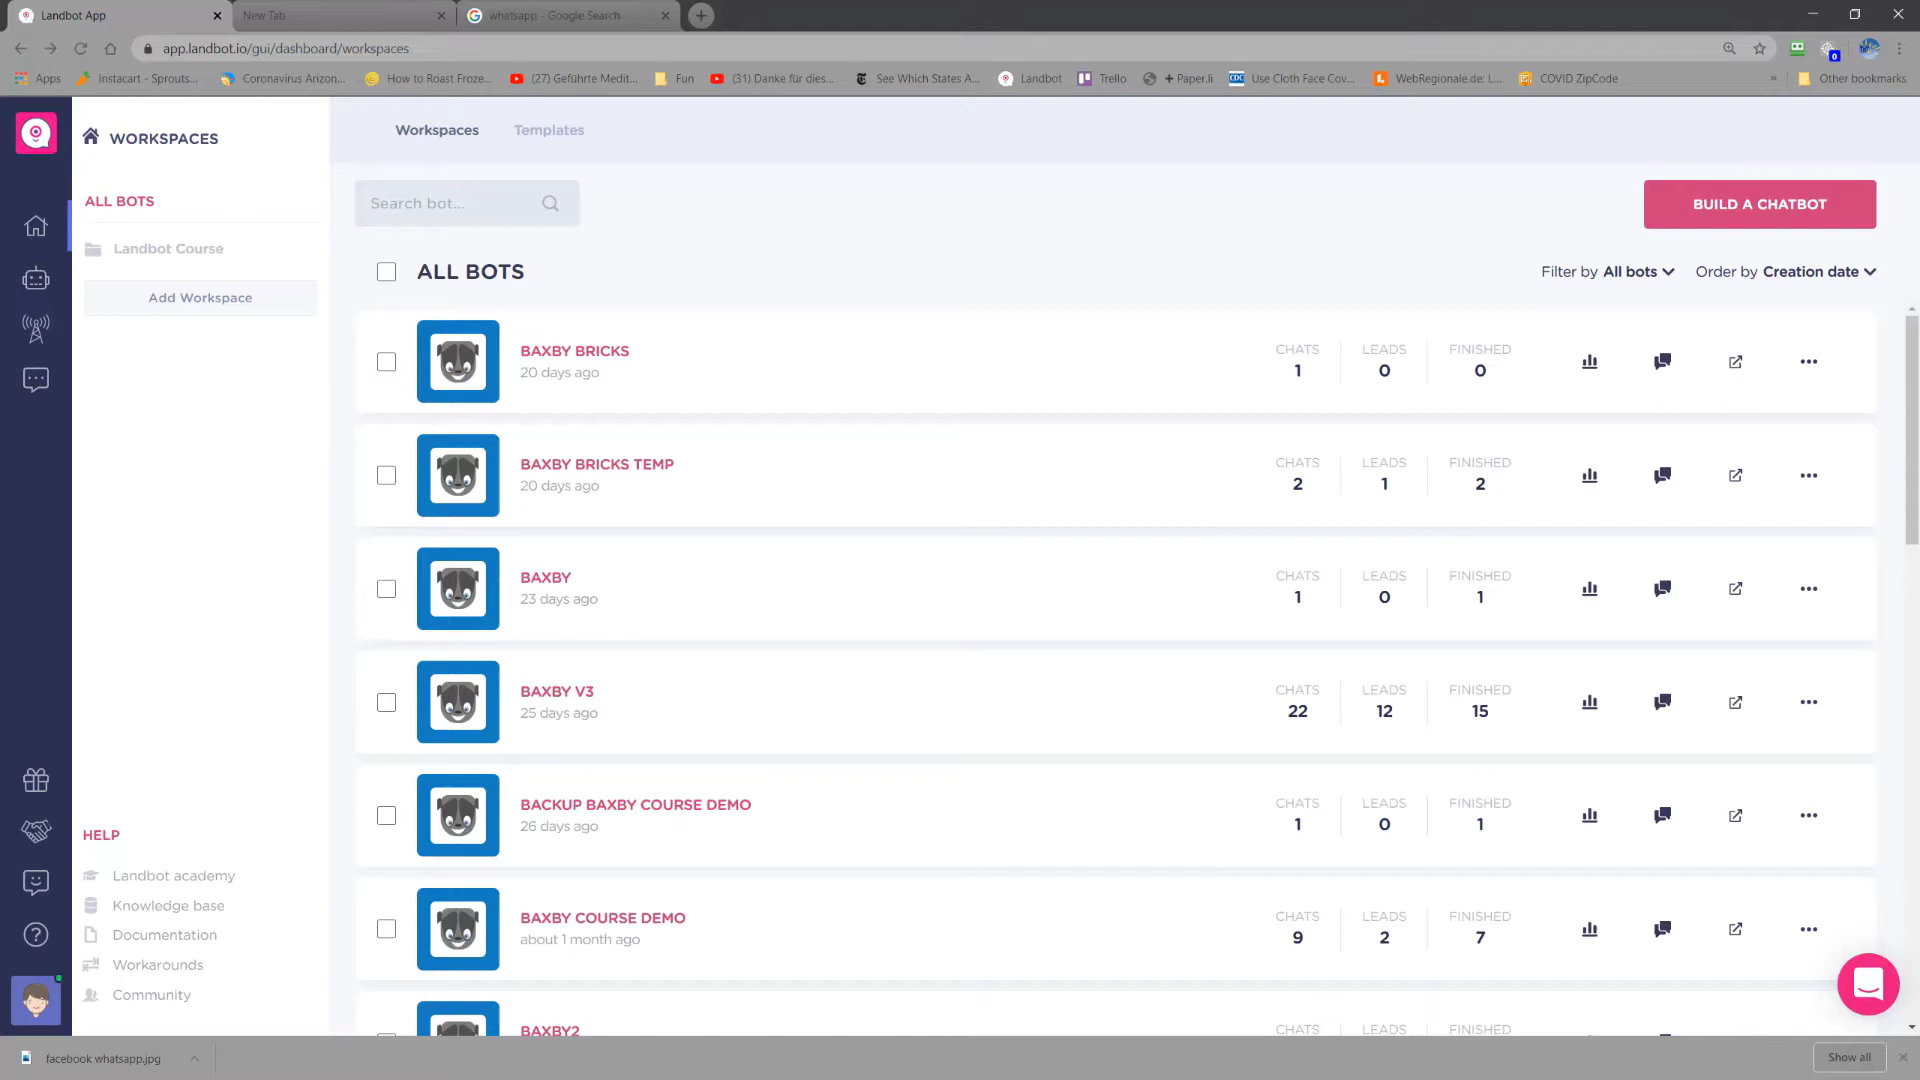 Landbot App
New Tab
whatsapp - Google Search
app.landbot.io/gui/dashboard/workspaces
Apps
Instacart - Sprouts...
Coronavirus Arizon...
How to Roast Froze...
(27) Geführte Medit...
Fun
(31) Danke für dies...
See Which States A...
Landbot
Trello
+ Paper.li
CDC
Use Cloth Face Cov...
WebRegionale.de: L...
COVID ZipCode
»
Other bookmarks
0
WORKSPACES
ALL BOTS
Landbot Course
Add Workspace
Workspaces
Templates
Search bot...
BUILD A CHATBOT
ALL BOTS
Filter by All bots
Order by Creation date
BAXBY BRICKS
20 days ago
CHATS
1
LEADS
0
FINISHED
0
BAXBY BRICKS TEMP
20 days ago
CHATS
2
LEADS
1
FINISHED
2
BAXBY
23 days ago
CHATS
1
LEADS
0
FINISHED
1
BAXBY V3
25 days ago
CHATS
22
LEADS
12
FINISHED
15
BACKUP BAXBY COURSE DEMO
26 days ago
CHATS
1
LEADS
0
FINISHED
1
BAXBY COURSE DEMO
about 1 month ago
CHATS
9
LEADS
2
FINISHED
7
BAXBY2
CHATS
LEADS
FINISHED
HELP
Landbot academy
Knowledge base
Documentation
Workarounds
Community
facebook whatsapp.jpg
Show all